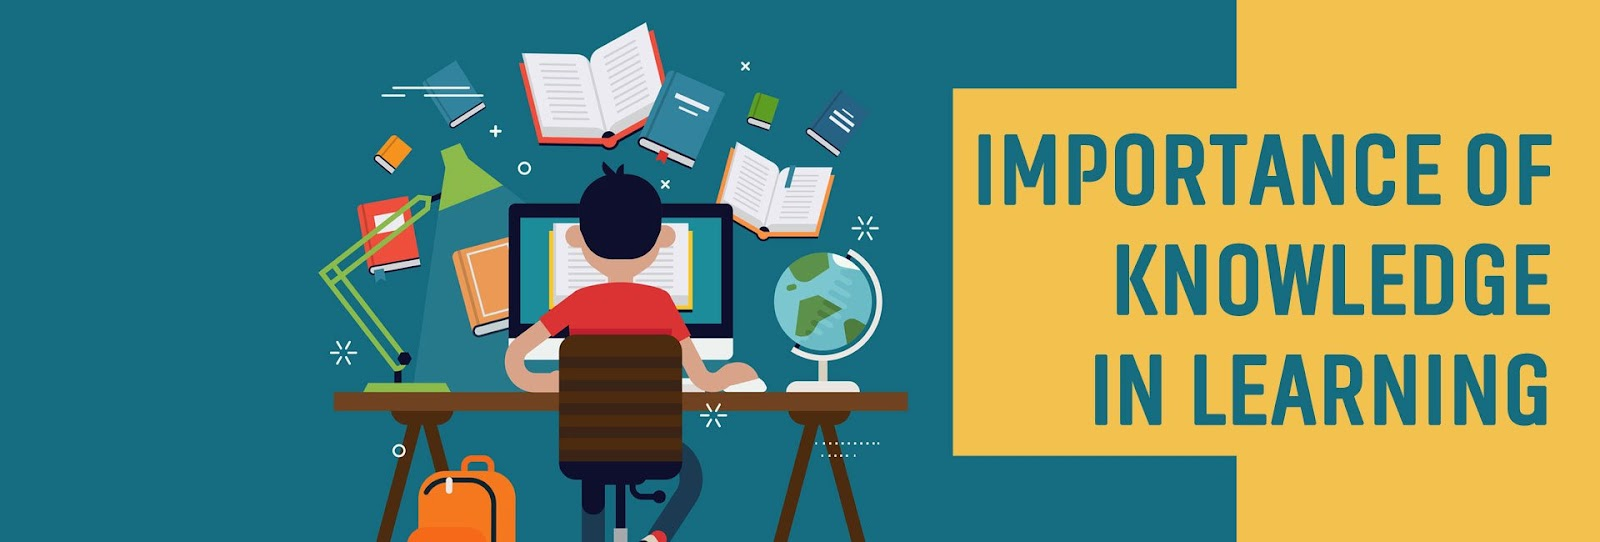 IMPORTANCE OF
KNOWLEDGE
IN LEARNING